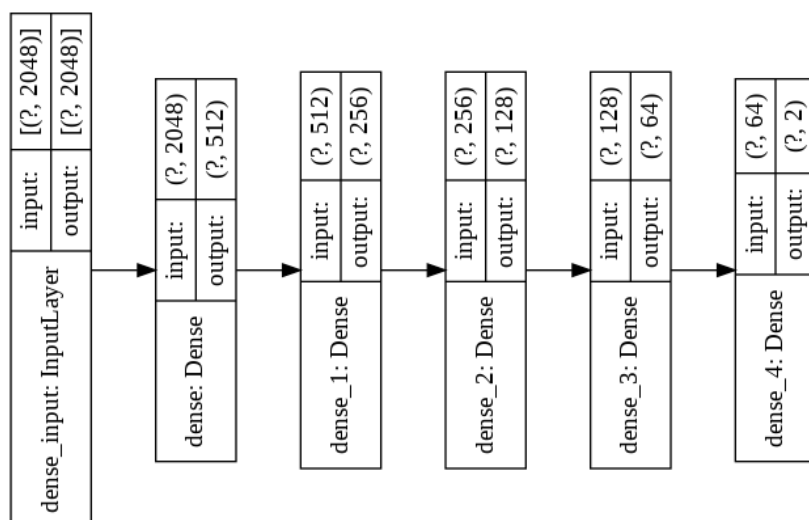 dense_input: InputLayer
input: [(?, 2048)]
output: [(?, 2048)]
dense: Dense
input: (?, 2048)
output: (?, 512)
dense_1: Dense
input: (?, 512)
output: (?, 256)
dense_2: Dense
input: (?, 256)
output: (?, 128)
dense_3: Dense
input: (?, 128)
output: (?, 64)
dense_4: Dense
input: (?, 64)
output: (?, 2)